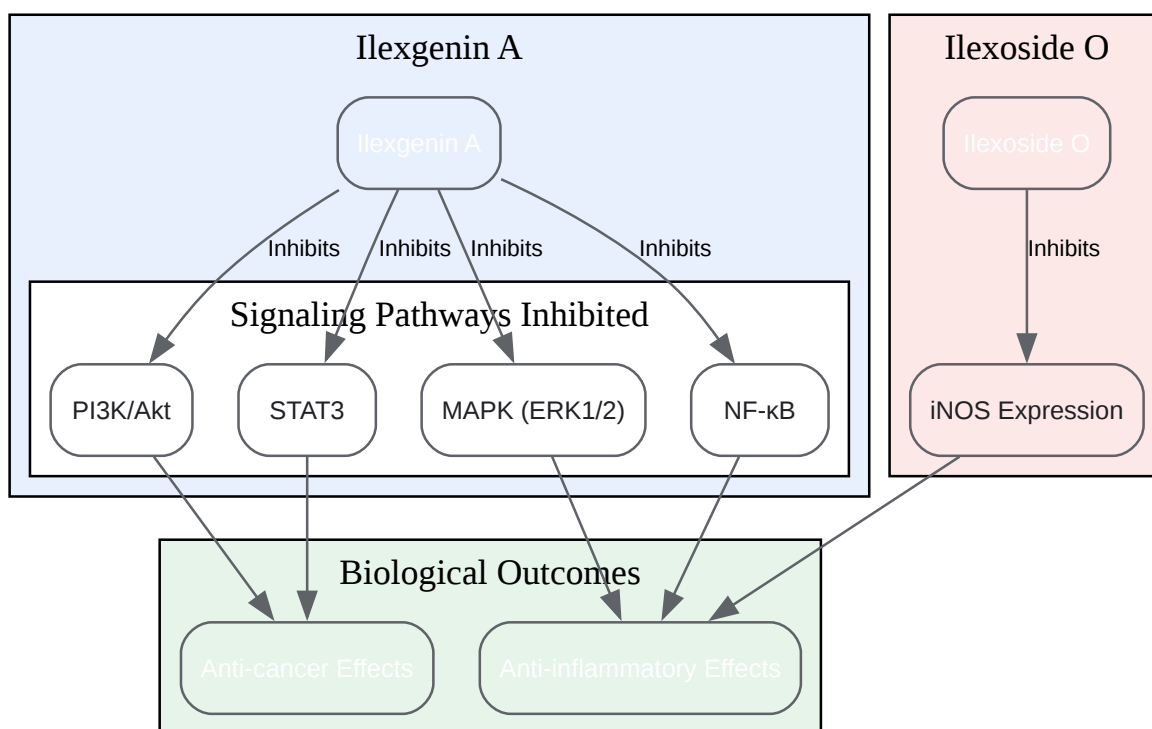 Ilexgenin A
Ilexoside O
Ilexgenin A
Ilexoside O
Inhibits
Inhibits
Inhibits
Inhibits
Inhibits
Signaling Pathways Inhibited
PI3K/Akt
STAT3
MAPK (ERK1/2)
NF-κB
iNOS Expression
Biological Outcomes
Anti-cancer Effects
Anti-inflammatory Effects